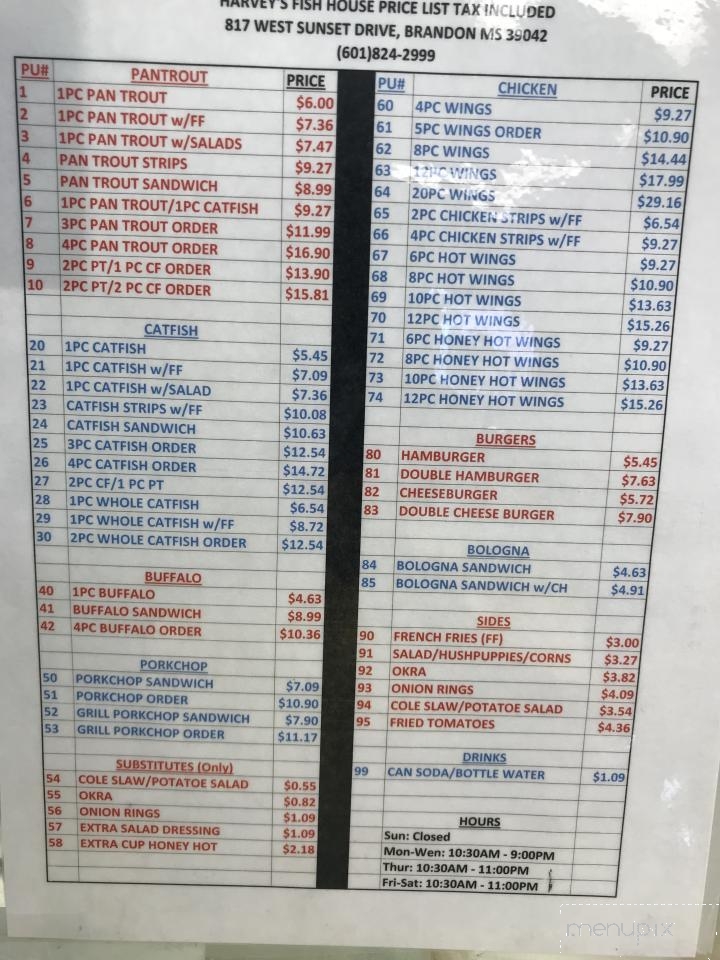 HARVEY'S FISH HOUSE PRICE LIST TAX INCLUDED
817 WEST SUNSET DRIVE, BRANDON MS 39042
(601)824-2999
PU# PANTROUT PRICE
1 1PC PAN TROUT $6.00
2 1PC PAN TROUT w/FF $7.36
3 1PC PAN TROUT w/SALADS $7.47
4 PAN TROUT STRIPS $9.27
5 PAN TROUT SANDWICH $8.99
6 1PC PAN TROUT/1PC CATFISH $9.27
7 3PC PAN TROUT ORDER $11.99
8 4PC PAN TROUT ORDER $16.90
9 2PC PT/1 PC CF ORDER $13.90
10 2PC PT/2 PC CF ORDER $15.81
CATFISH
20 1PC CATFISH $5.45
21 1PC CATFISH w/FF $7.09
22 1PC CATFISH w/SALAD $7.36
23 CATFISH STRIPS w/FF $10.08
24 CATFISH SANDWICH $10.63
25 3PC CATFISH ORDER $12.54
26 4PC CATFISH ORDER $14.72
27 2PC CF/1 PC PT $12.54
28 1PC WHOLE CATFISH $6.54
29 1PC WHOLE CATFISH w/FF $8.72
30 2PC WHOLE CATFISH ORDER $12.54
BUFFALO
40 1PC BUFFALO $4.63
41 BUFFALO SANDWICH $8.99
42 4PC BUFFALO ORDER $10.36
PORKCHOP
50 PORKCHOP SANDWICH $7.09
51 PORKCHOP ORDER $10.90
52 GRILL PORKCHOP SANDWICH $7.90
53 GRILL PORKCHOP ORDER $11.17
SUBSTITUTES (Only)
54 COLE SLAW/POTATOE SALAD $0.55
55 OKRA $0.82
56 ONION RINGS $1.09
57 EXTRA SALAD DRESSING $1.09
58 EXTRA CUP HONEY HOT $2.18
PU# CHICKEN PRICE
60 4PC WINGS $9.27
61 5PC WINGS ORDER $10.90
62 8PC WINGS $14.44
63 12PC WINGS $17.99
64 20PC WINGS $29.16
65 2PC CHICKEN STRIPS w/FF $6.54
66 4PC CHICKEN STRIPS w/FF $9.27
67 6PC HOT WINGS $9.27
68 8PC HOT WINGS $10.90
69 10PC HOT WINGS $13.63
70 12PC HOT WINGS $15.26
71 6PC HONEY HOT WINGS $9.27
72 8PC HONEY HOT WINGS $10.90
73 10PC HONEY HOT WINGS $13.63
74 12PC HONEY HOT WINGS $15.26
BURGERS
80 HAMBURGER $5.45
81 DOUBLE HAMBURGER $7.63
82 CHEESEBURGER $5.72
83 DOUBLE CHEESE BURGER $7.90
BOLOGNA
84 BOLOGNA SANDWICH $4.63
85 BOLOGNA SANDWICH w/CH $4.91
SIDES
90 FRENCH FRIES (FF) $3.00
91 SALAD/HUSHPUPPIES/CORNS $3.27
92 OKRA $3.82
93 ONION RINGS $4.09
94 COLE SLAW/POTATOE SALAD $3.54
95 FRIED TOMATOES $4.36
DRINKS
99 CAN SODA/BOTTLE WATER $1.09
HOURS
Sun: Closed
Mon-Wen: 10:30AM - 9:00PM
Thur: 10:30AM - 11:00PM
Fri-Sat: 10:30AM - 11:00PM
menupix